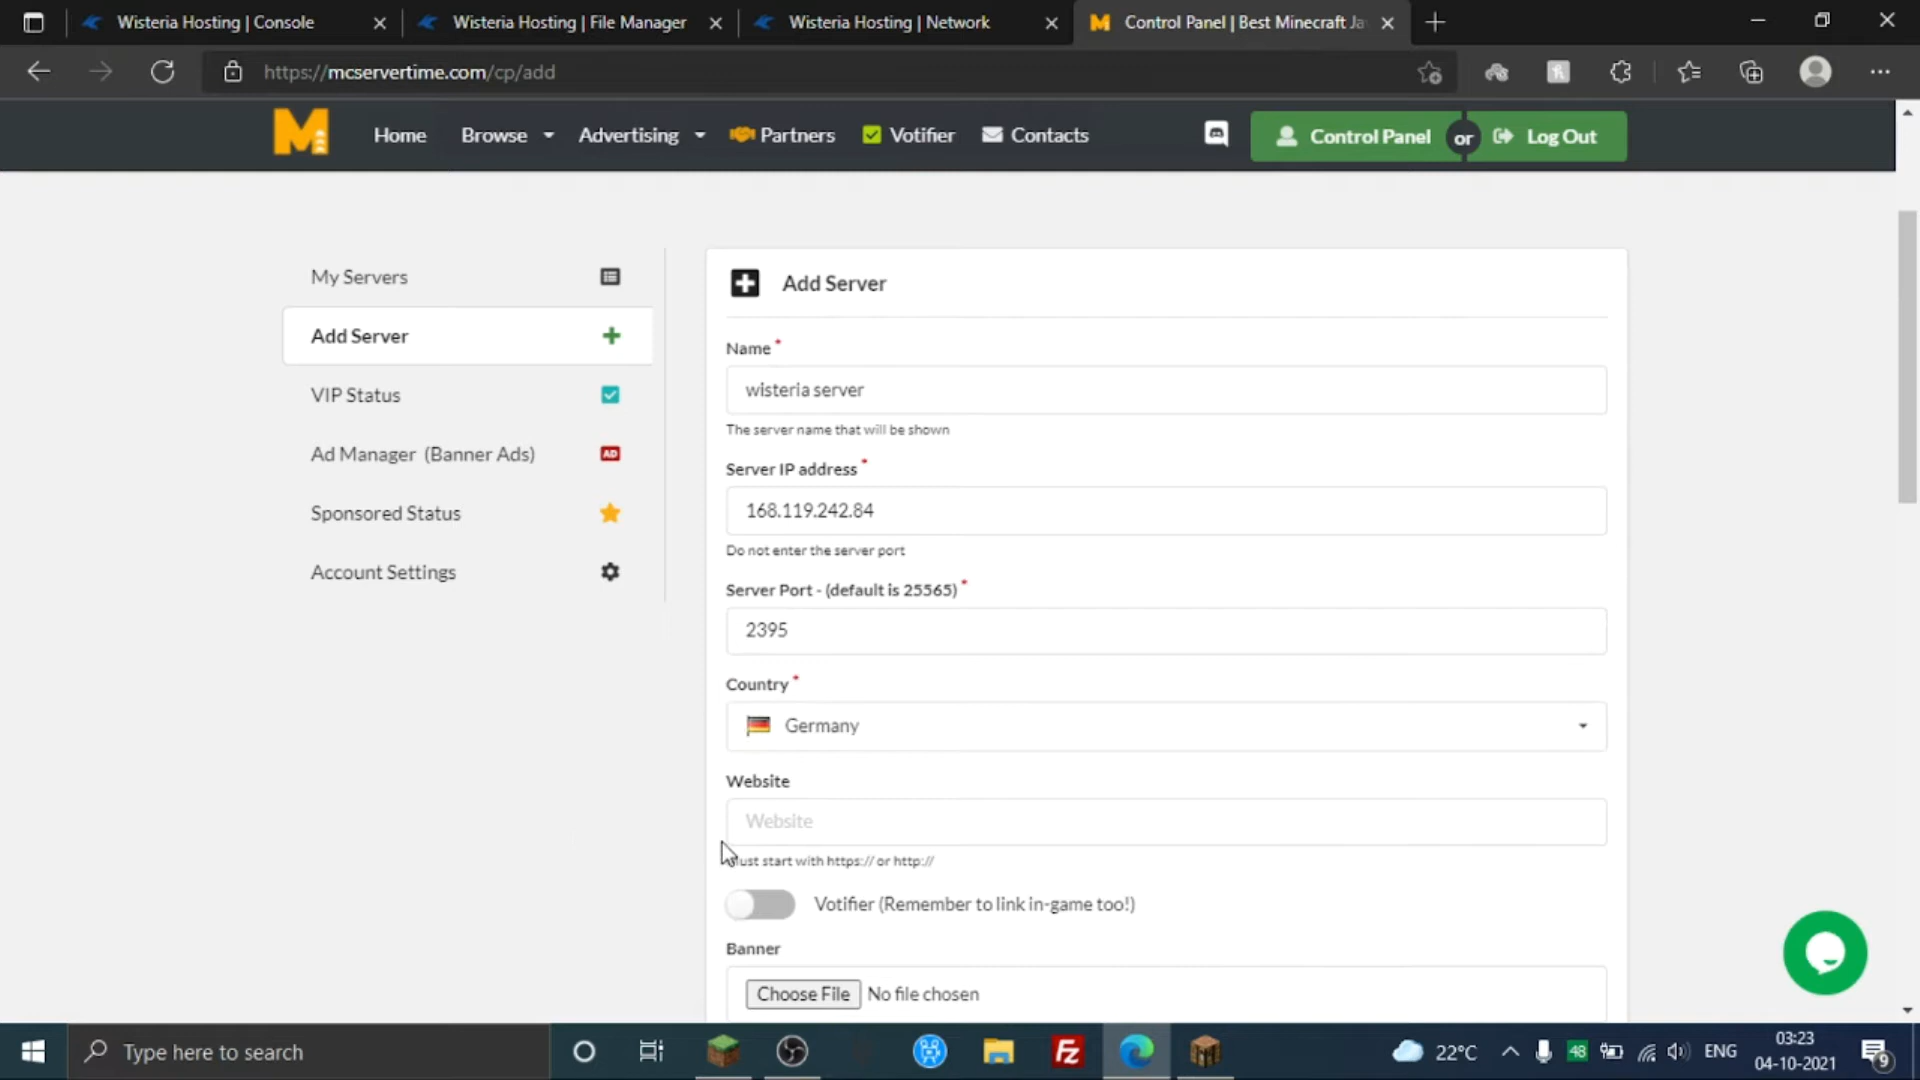 Wisteria Hosting | Console
Wisteria Hosting | File Manager
Wisteria Hosting | Network
Control Panel | Best Minecraft Ja
https://mcservertime.com/cp/add
Home
Browse
Advertising
Partners
Votifier
Contacts
Control Panel
or
Log Out
My Servers
Add Server
VIP Status
Ad Manager (Banner Ads)
AD
Sponsored Status
Account Settings
Add Server
Name *
wisteria server
The server name that will be shown
Server IP address *
168.119.242.84
Do not enter the server port
Server Port - (default is 25565) *
2395
Country *
Germany
Website
Website
ust start with https:// or http://
Votifier (Remember to link in-game too!)
Banner
Choose File No file chosen
Type here to search
22°C
48
ENG
03:23
04-10-2021
9